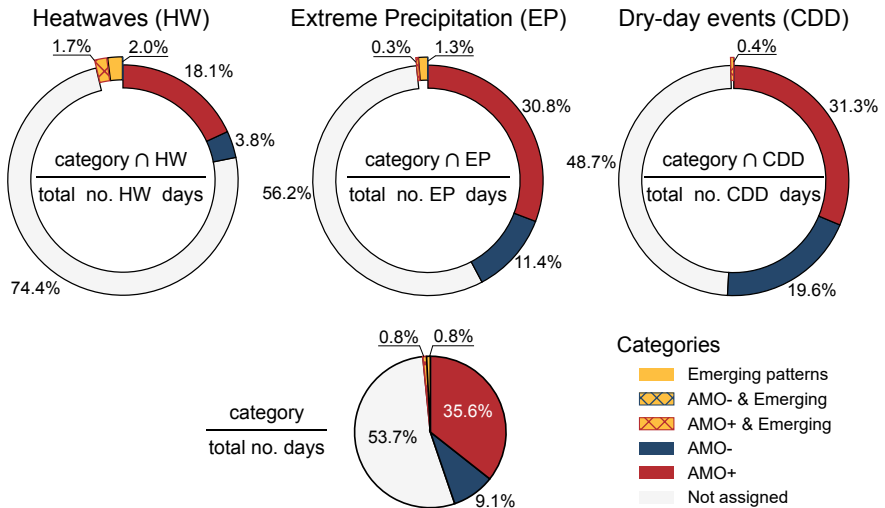 Heatwaves (HW)
1.7%
2.0%
18.1%
3.8%
category ∩ HW
total no. HW days
74.4%
Extreme Precipitation (EP)
0.3%
1.3%
30.8%
category ∩ EP
total no. EP days
56.2%
11.4%
Dry-day events (CDD)
0.4%
31.3%
48.7%
category ∩ CDD
total no. CDD days
19.6%
0.8%
0.8%
category
total no. days
35.6%
53.7%
9.1%
Categories
Emerging patterns
AMO- & Emerging
AMO+ & Emerging
AMO-
AMO+
Not assigned